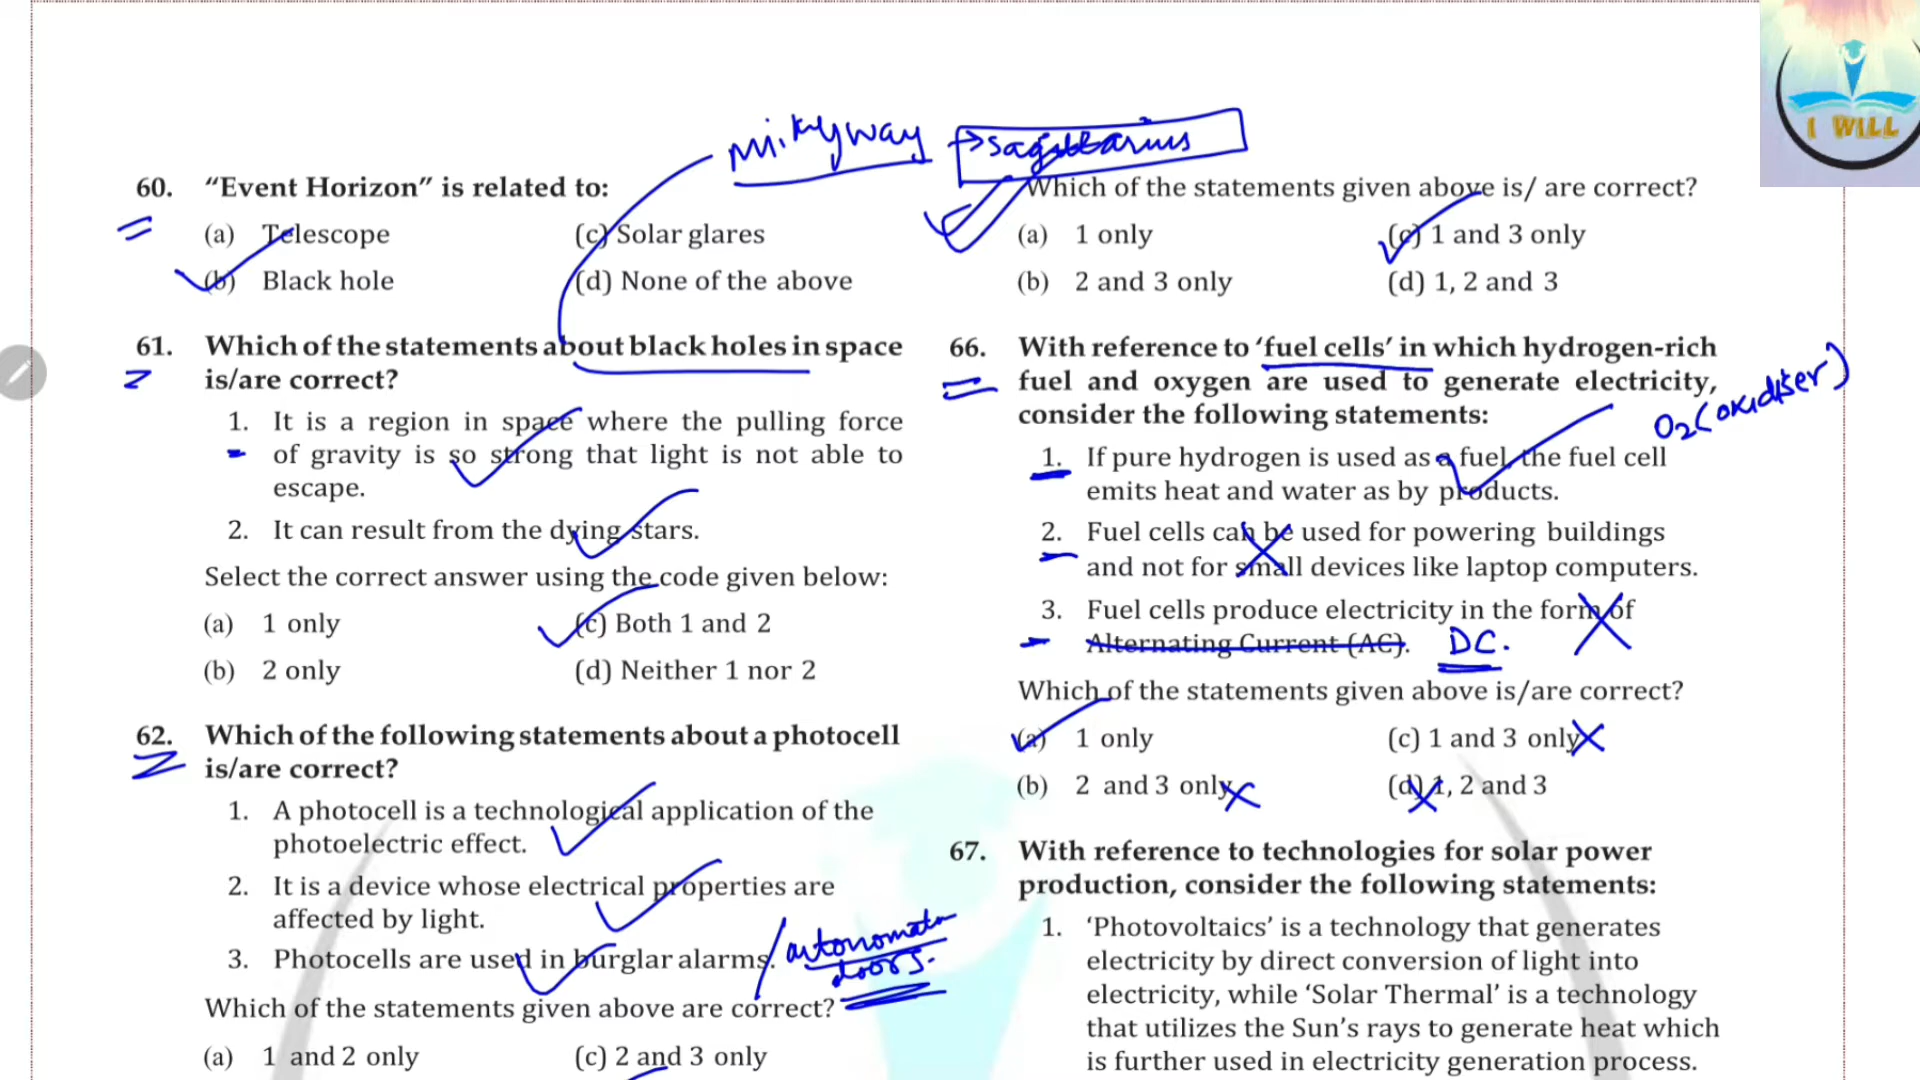 milkyway → sagittarius
I WILL
60. “Event Horizon” is related to:
(a) Telescope (c) Solar glares
(b) Black hole (d) None of the above
61. Which of the statements about black holes in space
is/are correct?
1. It is a region in space where the pulling force
of gravity is so strong that light is not able to
escape.
2. It can result from the dying stars.
Select the correct answer using the code given below:
(a) 1 only (c) Both 1 and 2
(b) 2 only (d) Neither 1 nor 2
62. Which of the following statements about a photocell
is/are correct?
1. A photocell is a technological application of the
photoelectric effect.
2. It is a device whose electrical properties are
affected by light.
3. Photocells are used in burglar alarms. /
doors.
Which of the statements given above are correct?
(a) 1 and 2 only (c) 2 and 3 only
Which of the statements given above is/ are correct?
(a) 1 only (c) 1 and 3 only
(b) 2 and 3 only (d) 1, 2 and 3
66. With reference to ‘fuel cells’ in which hydrogen-rich
fuel and oxygen are used to generate electricity,
consider the following statements:
O2 (oxidiser)
1. If pure hydrogen is used as a fuel, the fuel cell
emits heat and water as by products.
2. Fuel cells can be used for powering buildings
and not for small devices like laptop computers.
3. Fuel cells produce electricity in the form of
Alternating Current (AC). DC.
Which of the statements given above is/are correct?
(a) 1 only (c) 1 and 3 only
(b) 2 and 3 only (d) 1, 2 and 3
67. With reference to technologies for solar power
production, consider the following statements:
1. ‘Photovoltaics’ is a technology that generates
electricity by direct conversion of light into
electricity, while ‘Solar Thermal’ is a technology
that utilizes the Sun’s rays to generate heat which
is further used in electricity generation process.